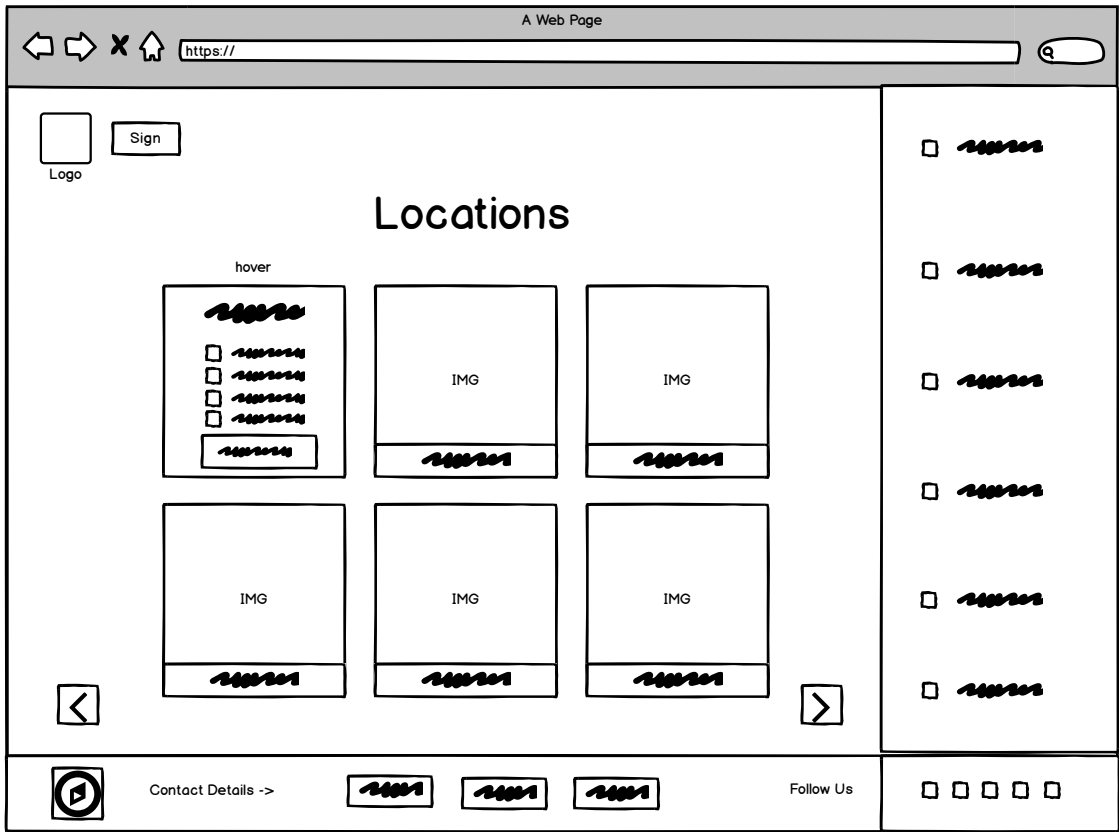 A Web Page
https://
Sign
Logo
Locations
hover
IMG
IMG
IMG
IMG
IMG
Contact Details ->
Follow Us